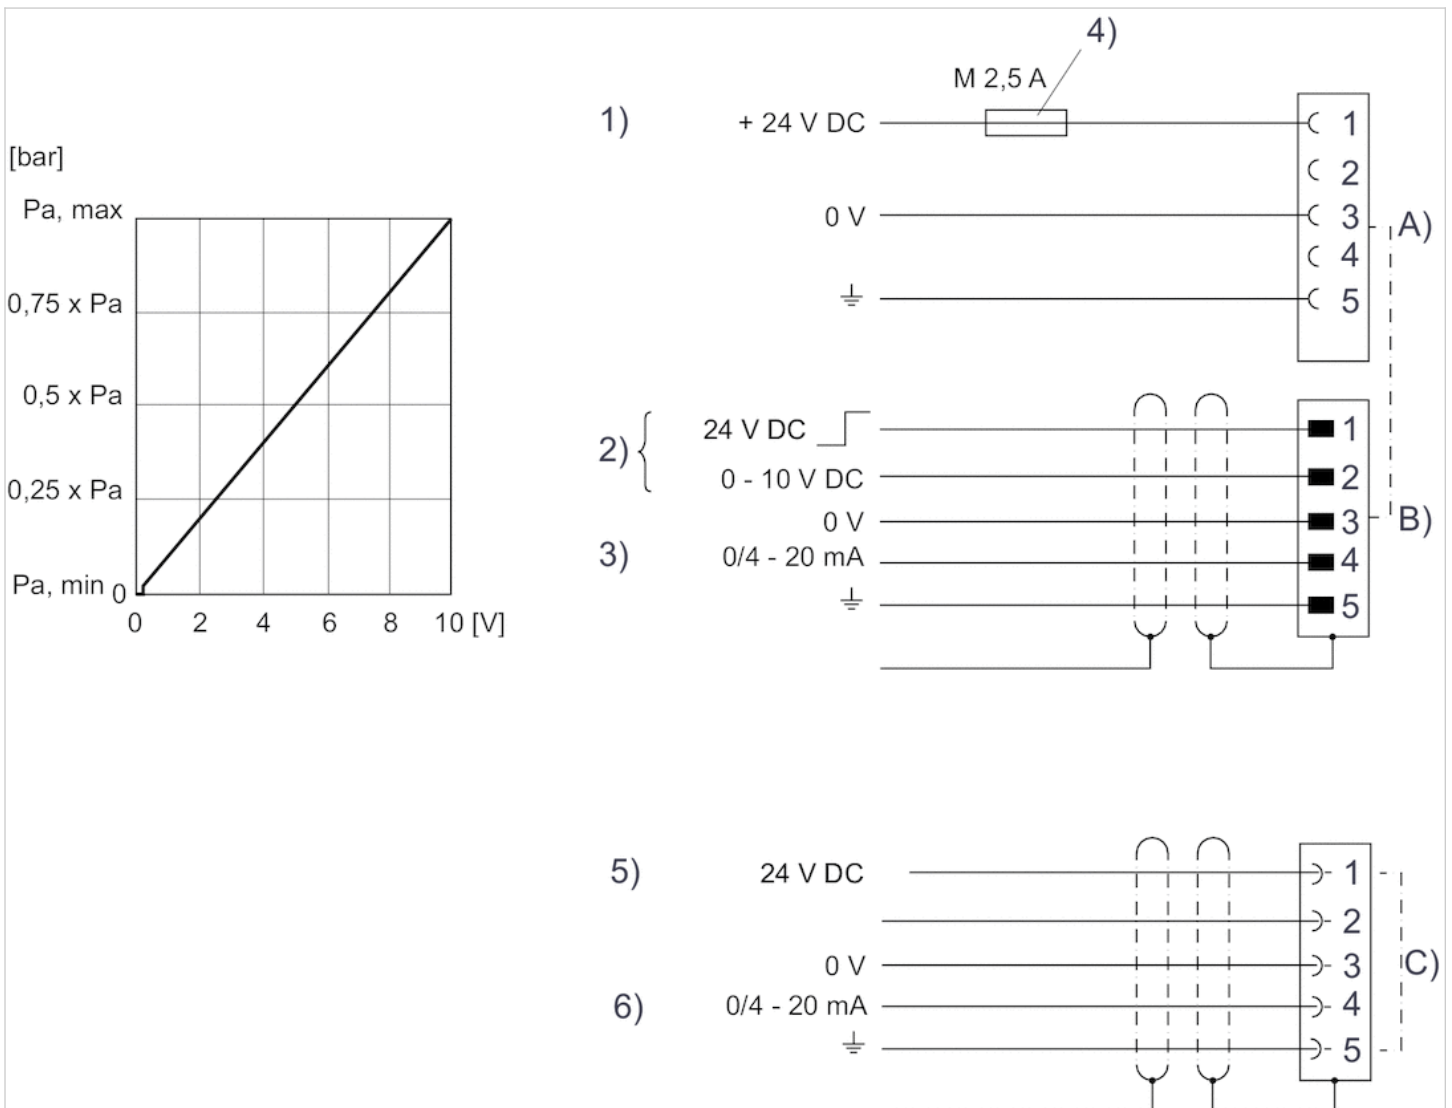 [bar]
Pa, max
0,75 x Pa
0,5 x Pa
0,25 x Pa
Pa, min 0
0 2 4 6 8 10 [V]
4)
M 2,5 A
1) + 24 V DC 1
2
0 V 3 A)
4
5
2) 24 V DC 1
0 - 10 V DC 2
0 V 3 B)
3) 0/4 - 20 mA 4
5
5) 24 V DC 1
2
0 V 3 C)
6) 0/4 - 20 mA 4
5